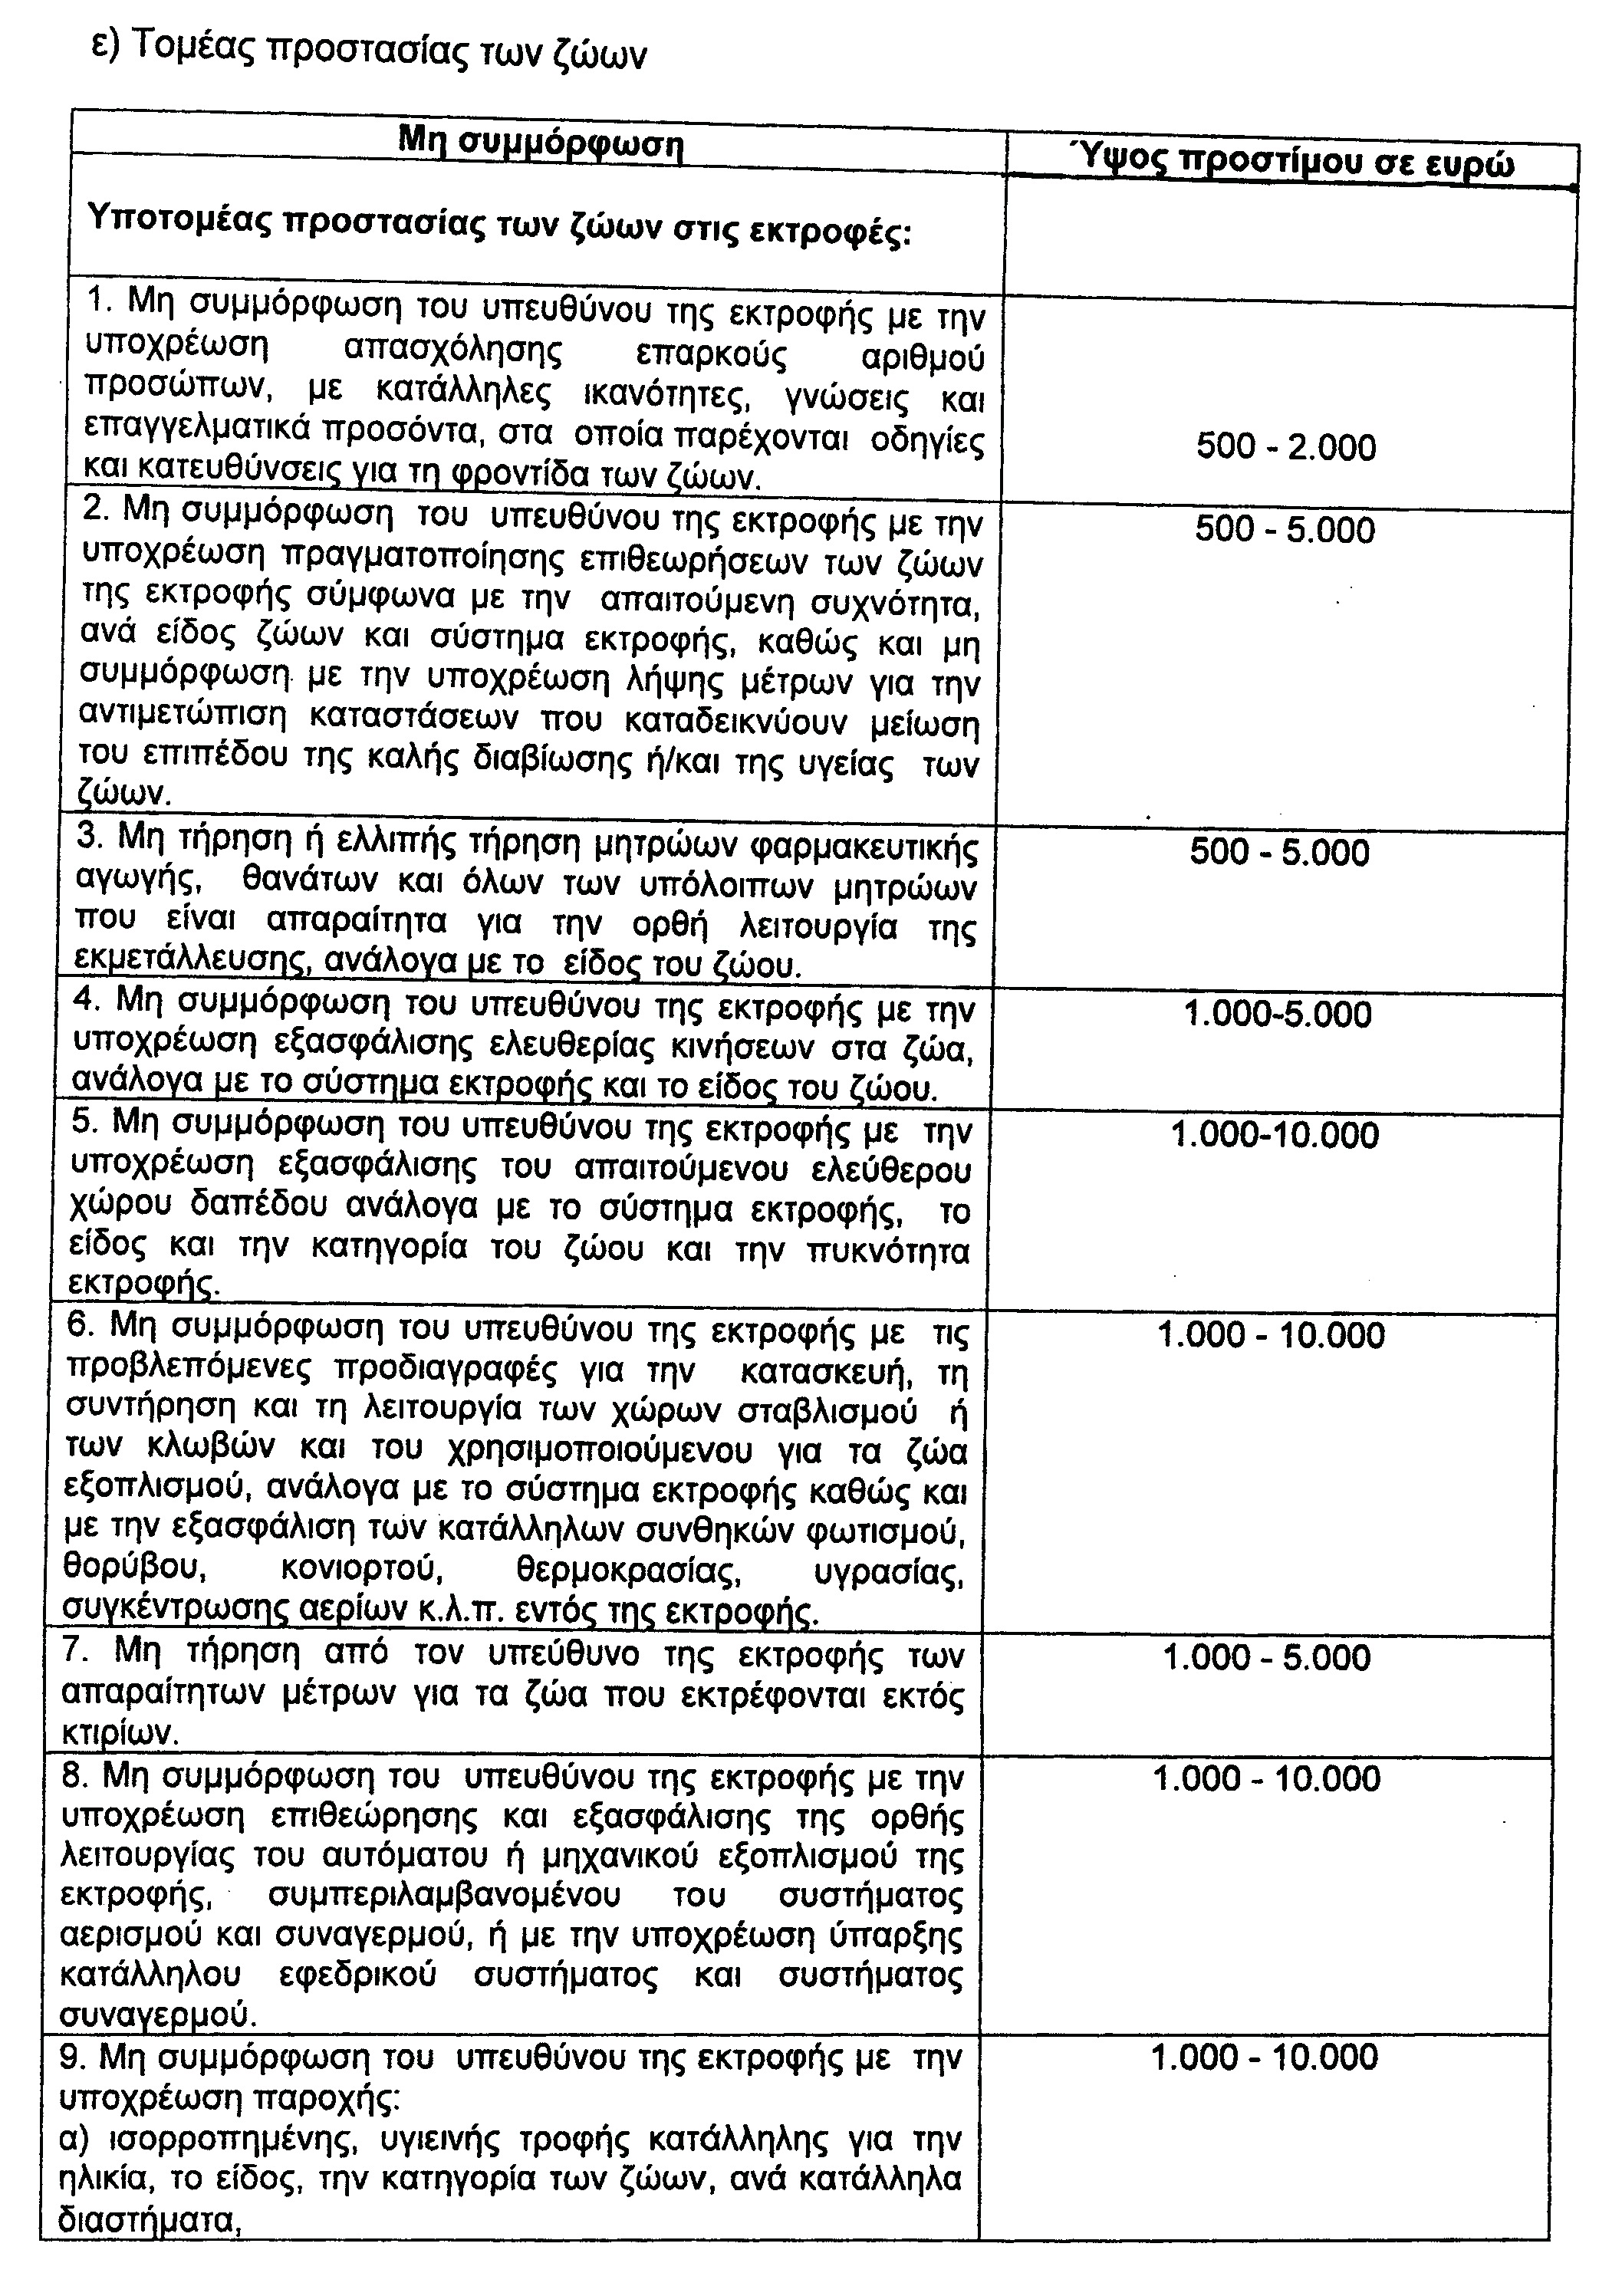 ε) Τομέας προστασίας των ζώων
Μη συμμόρφωση
Ύψος προστίμου σε ευρώ
Υποτομέας προστασίας των ζώων στις εκτροφές:
1. Μη συμμόρφωση του υπευθύνου της εκτροφής με την
υποχρέωση απασχόλησης επαρκούς αριθμού
προσώπων, με κατάλληλες ικανότητες, γνώσεις και
επαγγελματικά προσόντα, στα οποία παρέχονται οδηγίες
και κατευθύνσεις για τη φροντίδα των ζώων.
500 - 2.000
2. Μη συμμόρφωση του υπευθύνου της εκτροφής με την
υποχρέωση πραγματοποίησης επιθεωρήσεων των ζώων
της εκτροφής σύμφωνα με την απαιτούμενη συχνότητα,
ανά είδος ζώων και σύστημα εκτροφής, καθώς και μη
συμμόρφωση με την υποχρέωση λήψης μέτρων για την
αντιμετώπιση καταστάσεων που καταδεικνύουν μείωση
του επιπέδου της καλής διαβίωσης ή/και της υγείας των
ζώων.
500 - 5.000
3. Μη τήρηση ή ελλιπής τήρηση μητρώων φαρμακευτικής
αγωγής, θανάτων και όλων των υπόλοιπων μητρώων
που είναι απαραίτητα για την ορθή λειτουργία της
εκμετάλλευσης, ανάλογα με το είδος του ζώου.
500 - 5.000
4. Μη συμμόρφωση του υπευθύνου της εκτροφής με την
υποχρέωση εξασφάλισης ελευθερίας κινήσεων στα ζώα,
ανάλογα με το σύστημα εκτροφής και το είδος του ζώου.
1.000-5.000
5. Μη συμμόρφωση του υπευθύνου της εκτροφής με την
υποχρέωση εξασφάλισης του απαιτούμενου ελεύθερου
χώρου δαπέδου ανάλογα με το σύστημα εκτροφής, το
είδος και την κατηγορία του ζώου και την πυκνότητα
εκτροφής.
1.000-10.000
6. Μη συμμόρφωση του υπευθύνου της εκτροφής με τις
προβλεπόμενες προδιαγραφές για την κατασκευή, τη
συντήρηση και τη λειτουργία των χώρων σταβλισμού ή
των κλωβών και του χρησιμοποιούμενου για τα ζώα
εξοπλισμού, ανάλογα με το σύστημα εκτροφής καθώς και
με την εξασφάλιση των κατάλληλων συνθηκών φωτισμού,
θορύβου, κονιορτού, θερμοκρασίας, υγρασίας,
συγκέντρωσης αερίων κ.λ.π. εντός της εκτροφής.
1.000 - 10.000
7. Μη τήρηση από τον υπεύθυνο της εκτροφής των
απαραίτητων μέτρων για τα ζώα που εκτρέφονται εκτός
κτιρίων.
1.000 - 5.000
8. Μη συμμόρφωση του υπευθύνου της εκτροφής με την
υποχρέωση επιθεώρησης και εξασφάλισης της ορθής
λειτουργίας του αυτόματου ή μηχανικού εξοπλισμού της
εκτροφής, συμπεριλαμβανομένου του συστήματος
αερισμού και συναγερμού, ή με την υποχρέωση ύπαρξης
κατάλληλου εφεδρικού συστήματος και συστήματος
συναγερμού.
1.000 - 10.000
9. Μη συμμόρφωση του υπευθύνου της εκτροφής με την
υποχρέωση παροχής:
α) ισορροπημένης, υγιεινής τροφής κατάλληλης για την
ηλικία, το είδος, την κατηγορία των ζώων, ανά κατάλληλα
διαστήματα,
1.000 - 10.000